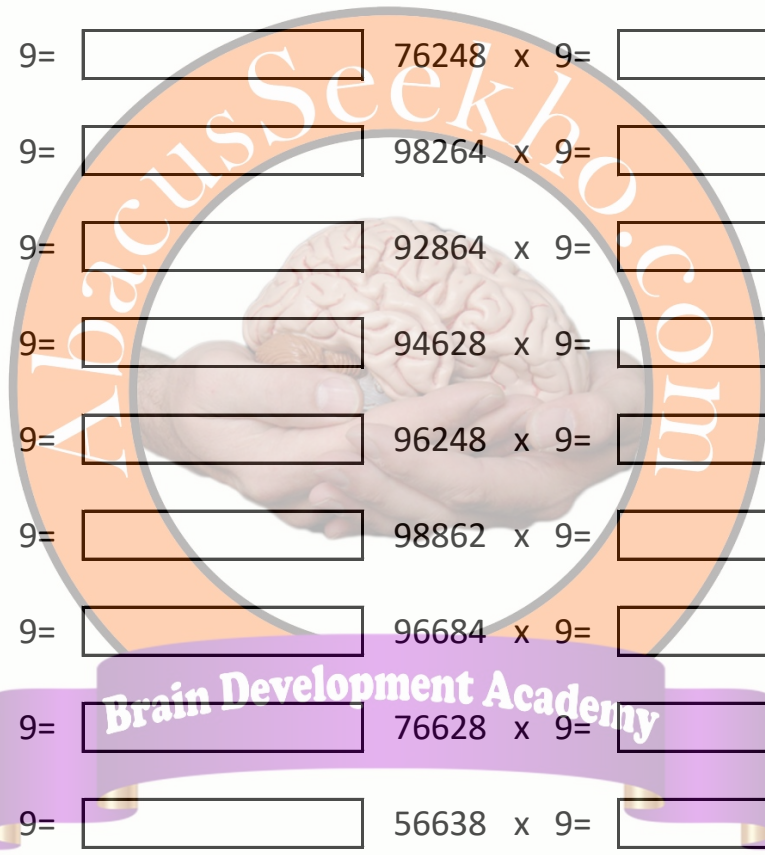 AbacusSeekho.com
9= 76248 x 9=
9= 98264 x 9=
9= 92864 x 9=
9= 94628 x 9=
9= 96248 x 9=
9= 98862 x 9=
9= 96684 x 9=
Brain Development Academy
9= 76628 x 9=
9= 56638 x 9=